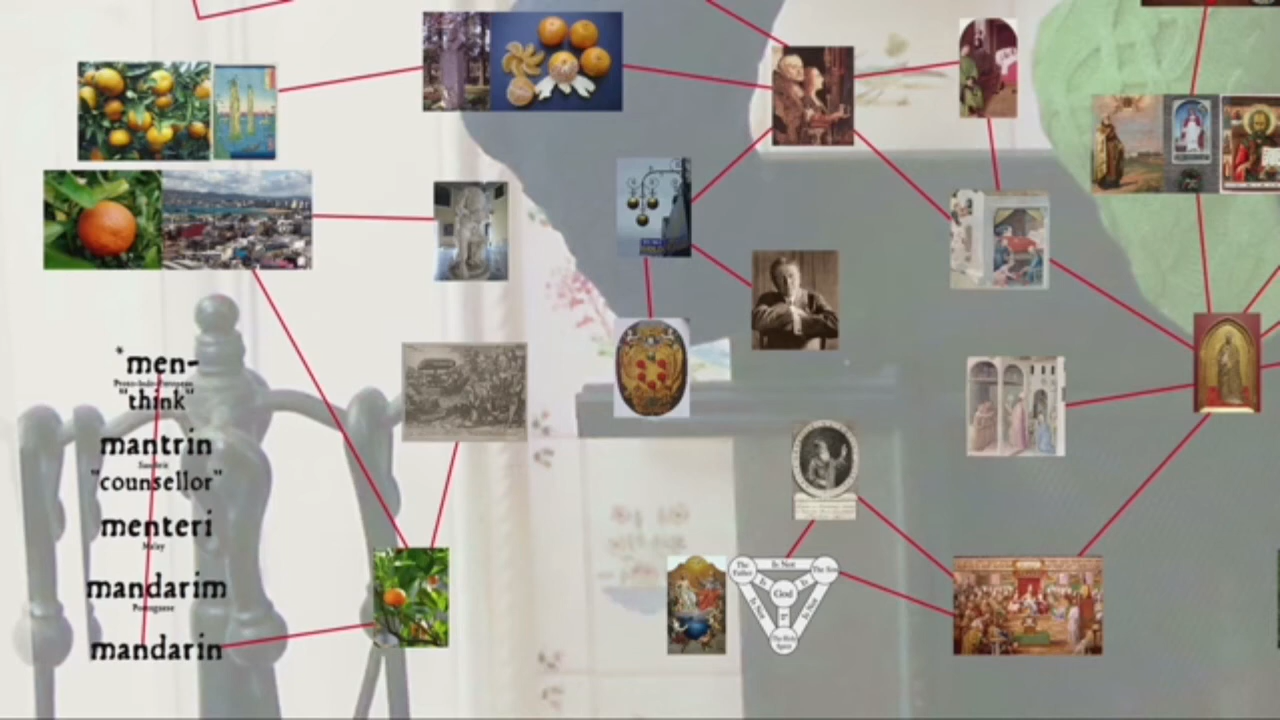 *men-
Proto-Indo-European
"think"
mantrin
Sanskrit
"counsellor"
menteri
Malay
mandarim
Portuguese
mandarin
The Father
Is Not
The Son
Is
Is
God
Is Not
Is
Is Not
The Holy Spirit